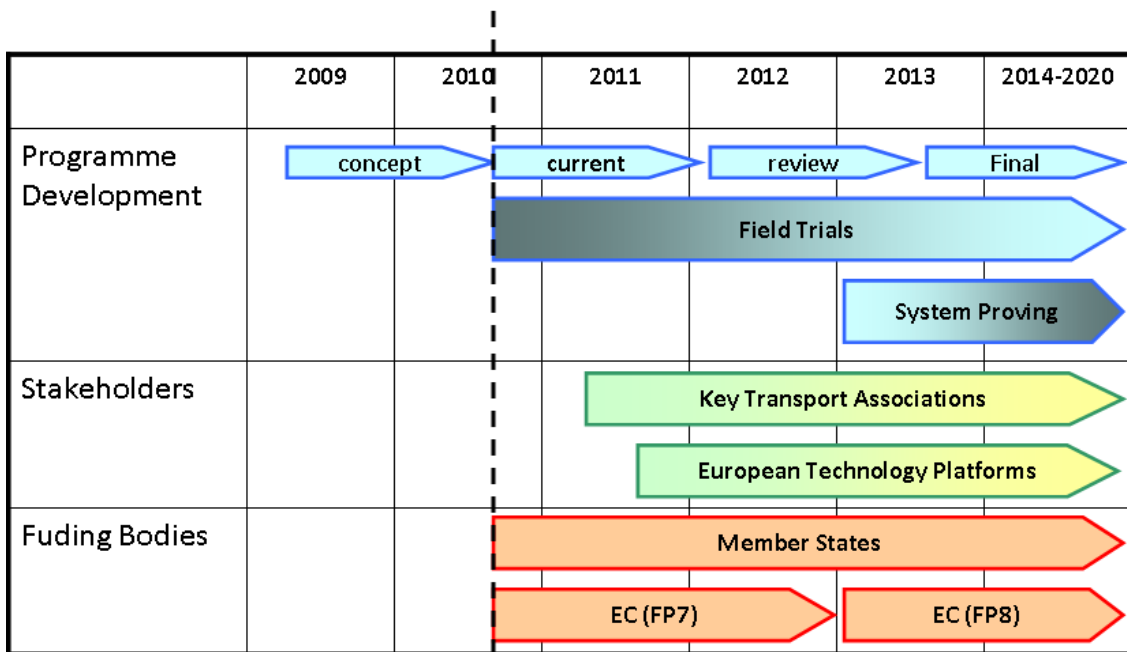 2009 2010 2011 2012 2013 2014-2020
Programme
Development
concept current review Final
Field Trials
System Proving
Stakeholders
Key Transport Associations
European Technology Platforms
Fuding Bodies
Member States
EC (FP7) EC (FP8)